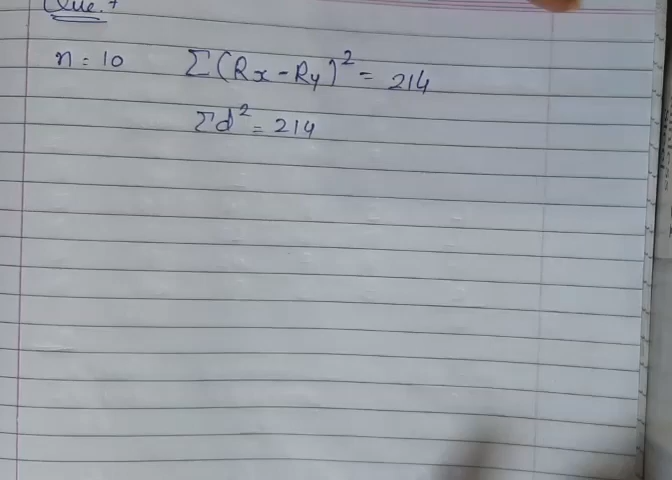 Que. 7
n = 10 Σ(Rx - Ry)² = 214
Σd² = 214